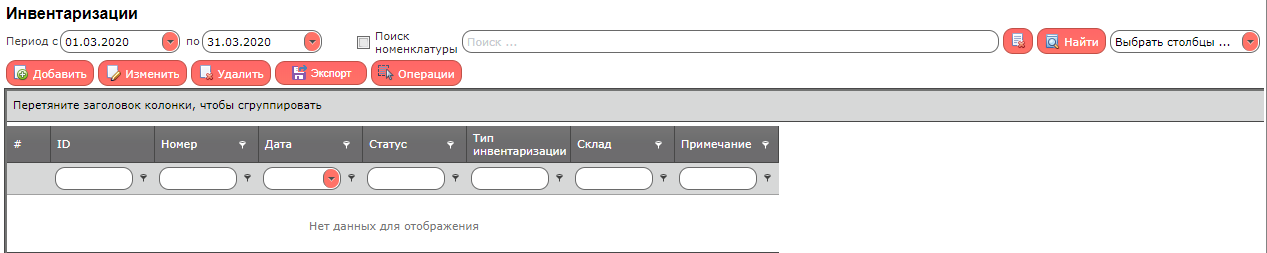 Инвентаризации
Период с 01.03.2020 по 31.03.2020 Поиск номенклатуры Поиск ... Найти Выбрать столбцы ...
Добавить Изменить Удалить Экспорт Операции
Перетяните заголовок колонки, чтобы сгруппировать
# ID Номер Дата Статус Тип инвентаризации Склад Примечание
Нет данных для отображения